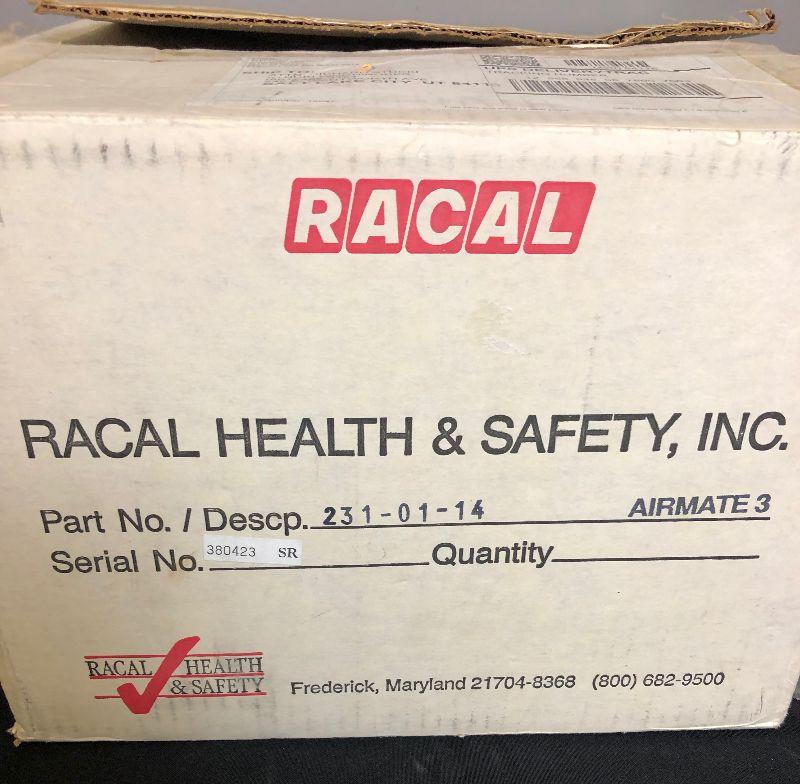 RACAL
RACAL HEALTH & SAFETY, INC.
Part No. / Descp. 231-01-14 AIRMATE 3
Serial No. 380423 SR Quantity
RACAL HEALTH
& SAFETY
Frederick, Maryland 21704-8368 (800) 682-9500